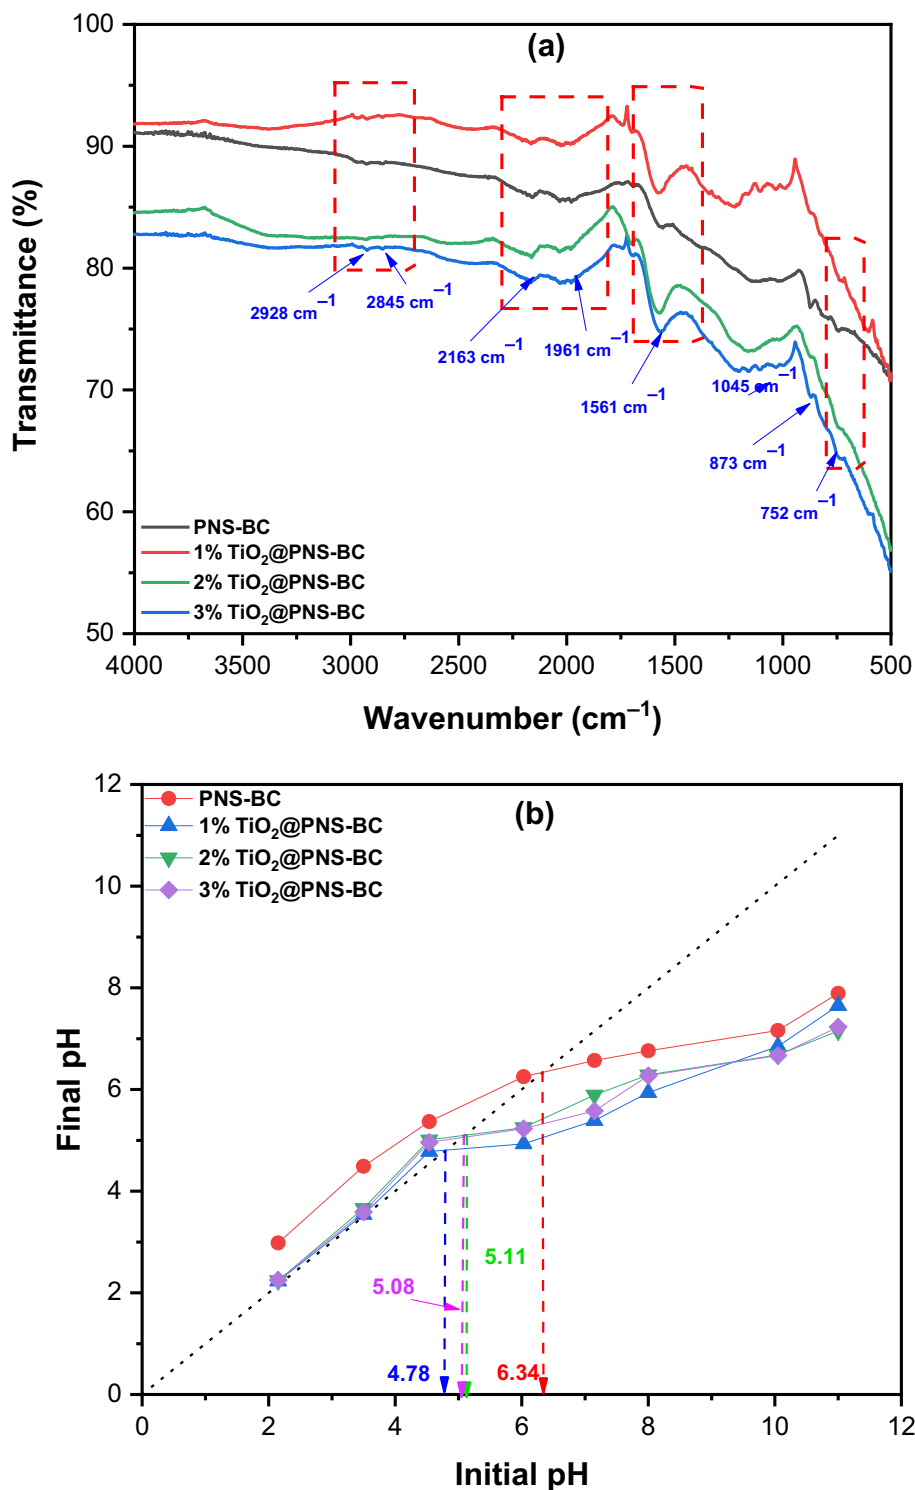 (a)
100
90
80
70
60
50
Transmittance (%)
2928 cm⁻¹
2845 cm⁻¹
2163 cm⁻¹
1961 cm⁻¹
1561 cm⁻¹
1045 cm⁻¹
873 cm⁻¹
752 cm⁻¹
PNS-BC
1% TiO₂@PNS-BC
2% TiO₂@PNS-BC
3% TiO₂@PNS-BC
4000 3500 3000 2500 2000 1500 1000 500
Wavenumber (cm⁻¹)
(b)
12
10
8
6
4
2
0
Final pH
PNS-BC
1% TiO₂@PNS-BC
2% TiO₂@PNS-BC
3% TiO₂@PNS-BC
5.11
5.08
4.78
6.34
0 2 4 6 8 10 12
Initial pH